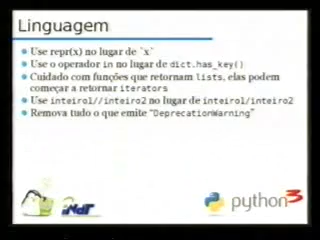 Linguagem
Use repr(x) no lugar de `x`
Use o operador in no lugar de dict.has_key()
Cuidado com funções que retornam lists, elas podem
começar a retornar iterators
Use inteiro1//inteiro2 no lugar de inteiro1/inteiro2
Remova tudo o que emite "DeprecationWarning"
iNdT
python3